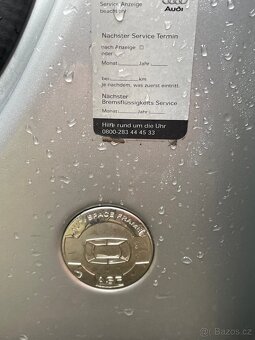 Service Anzeige
beachten
Audi
Nächster Service Termin
nach Anzeige
oder
Monat Jahr
bei km
je nachdem, was zuerst eintritt.
Nächster
Bremsflüssigkeits Service
Monat Jahr
Hilfe rund um die Uhr
0800-283 44 45 33
SPACE FRAME
ASF
Sbazar.cz